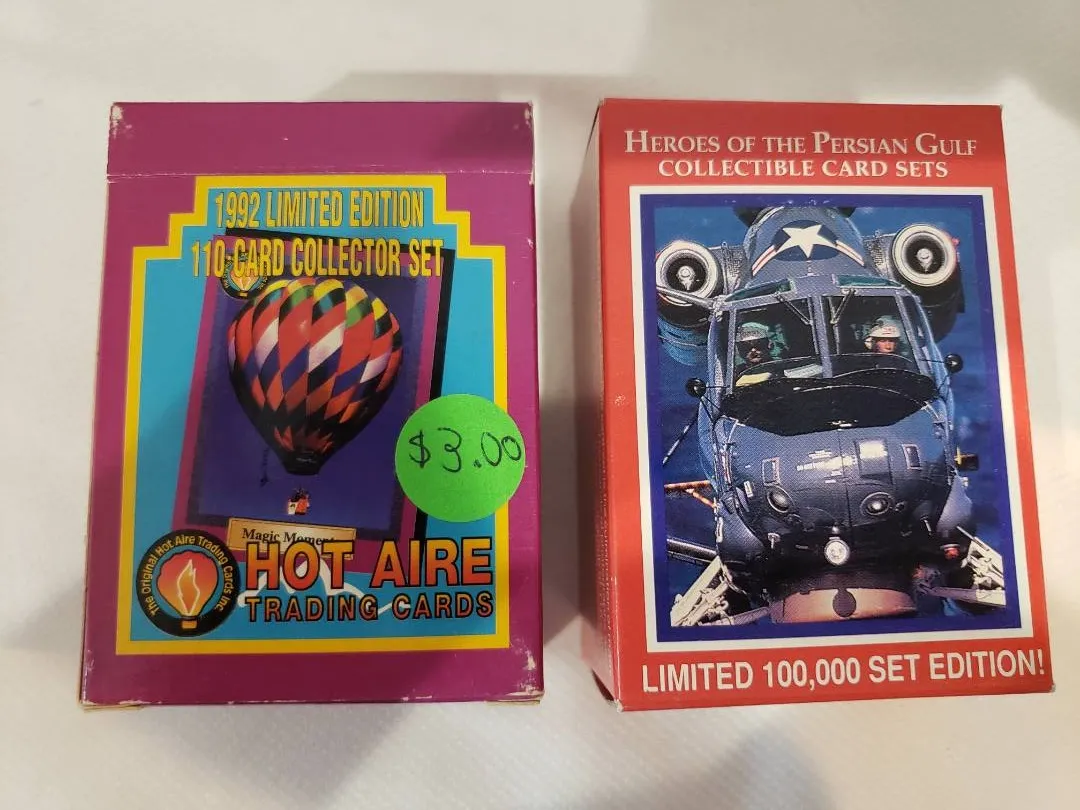 1992 LIMITED EDITION
110-CARD COLLECTOR SET
$3.00
Magic Momen
The Original Hot Aire Trading Cards Inc
HOT AIRE
TRADING CARDS
HEROES OF THE PERSIAN GULF
COLLECTIBLE CARD SETS
LIMITED 100,000 SET EDITION!